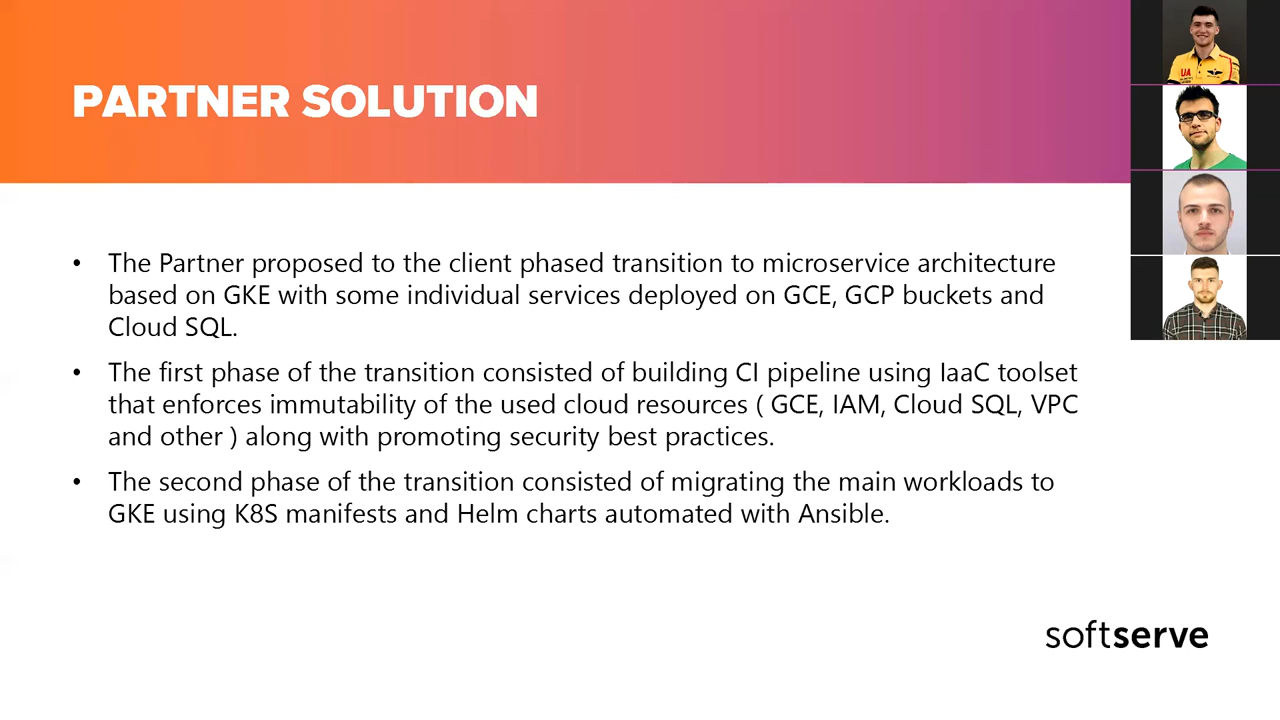 PARTNER SOLUTION
• The Partner proposed to the client phased transition to microservice architecture
based on GKE with some individual services deployed on GCE, GCP buckets and
Cloud SQL.
• The first phase of the transition consisted of building CI pipeline using IaaC toolset
that enforces immutability of the used cloud resources ( GCE, IAM, Cloud SQL, VPC
and other ) along with promoting security best practices.
• The second phase of the transition consisted of migrating the main workloads to
GKE using K8S manifests and Helm charts automated with Ansible.
softserve
UA